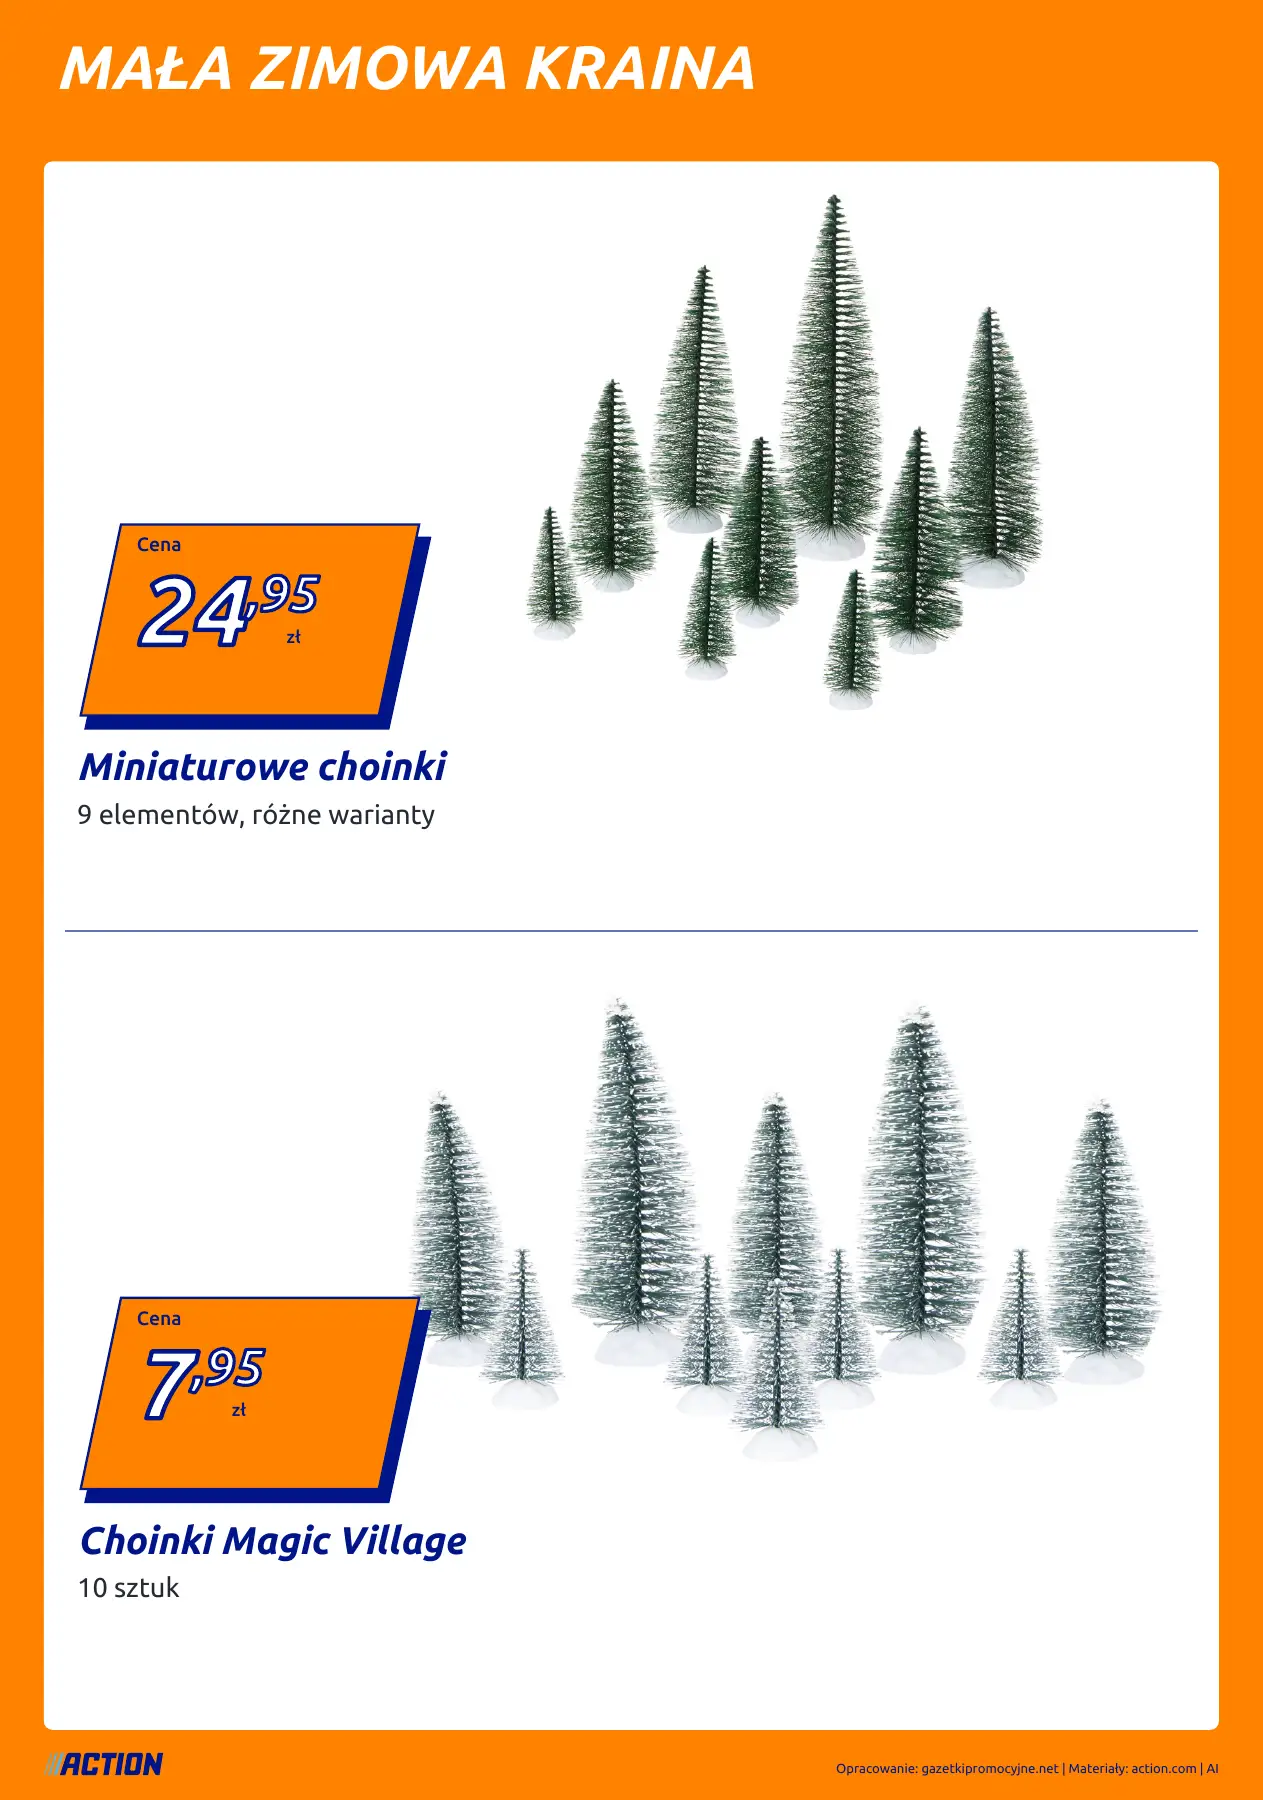 MAŁA ZIMOWA KRAINA
Cena
24,95
zł
Miniaturowe choinki
9 elementów, różne warianty
Cena
7,95
zł
Choinki Magic Village
10 sztuk
ACTION
Opracowanie: gazetkipromocyjne.net | Materiały: action.com | AI